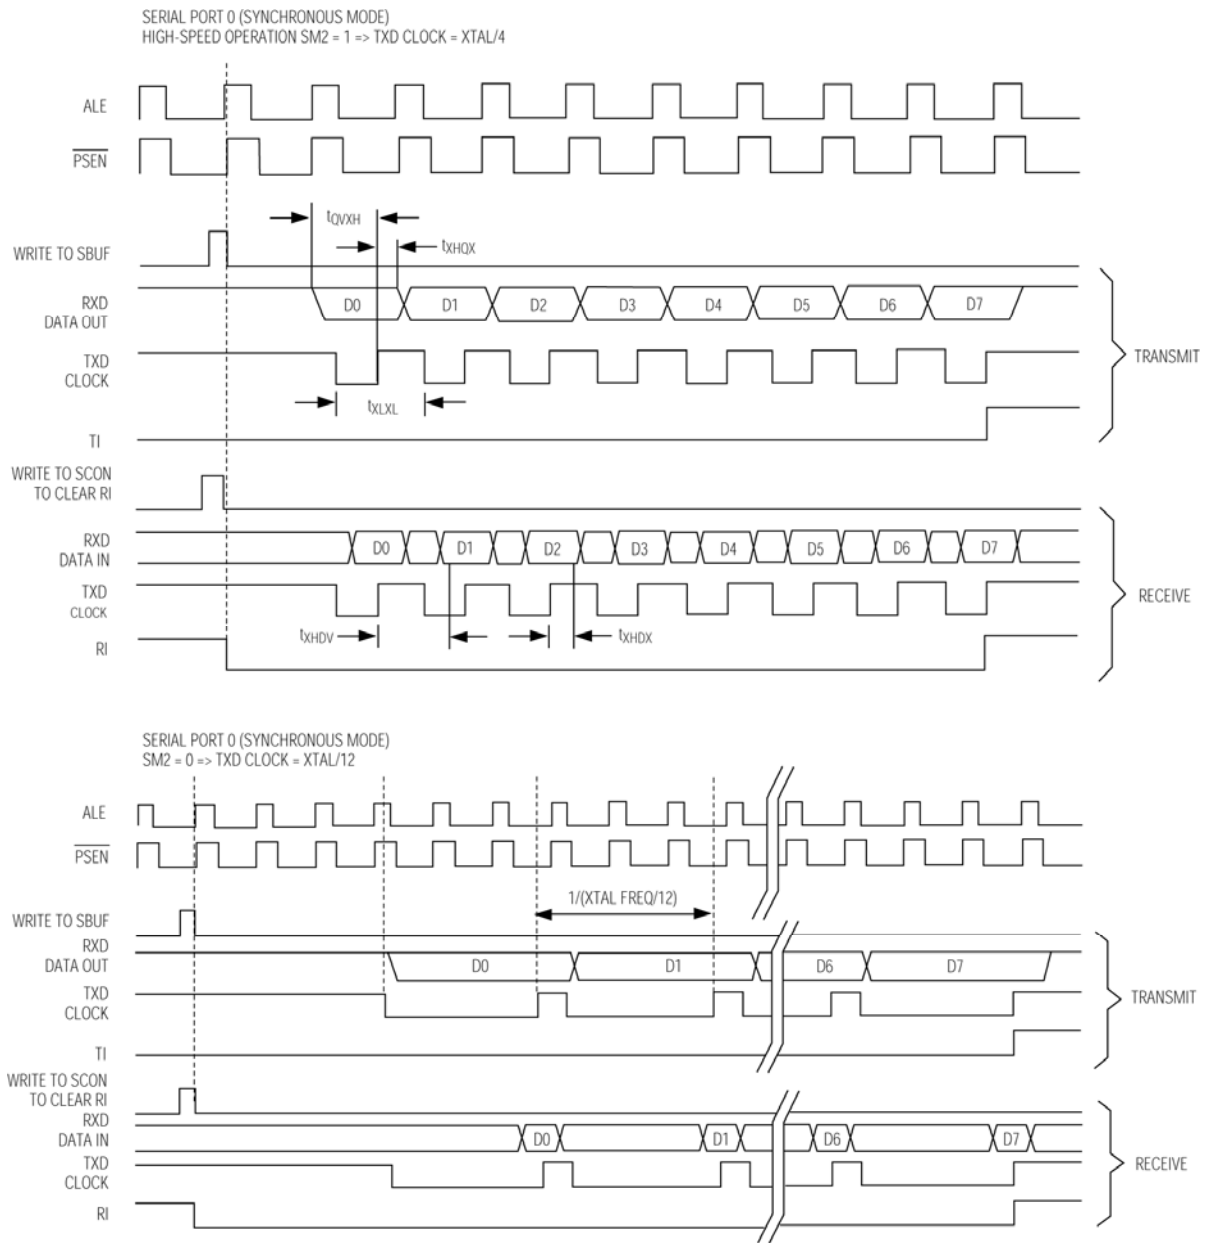 SERIAL PORT 0 (SYNCHRONOUS MODE)
HIGH-SPEED OPERATION SM2 = 1 => TXD CLOCK = XTAL/4
ALE
PSEN
tQVXH
tXHQX
WRITE TO SBUF
RXD
DATA OUT
D0 D1 D2 D3 D4 D5 D6 D7
TXD
CLOCK
TRANSMIT
tXLXL
TI
WRITE TO SCON
TO CLEAR RI
RXD
DATA IN
D0 D1 D2 D3 D4 D5 D6 D7
TXD
CLOCK
RECEIVE
tXHDV
tXHDX
RI
SERIAL PORT 0 (SYNCHRONOUS MODE)
SM2 = 0 => TXD CLOCK = XTAL/12
ALE
PSEN
1/(XTAL FREQ/12)
WRITE TO SBUF
RXD
DATA OUT
D0 D1 D6 D7
TXD
CLOCK
TRANSMIT
TI
WRITE TO SCON
TO CLEAR RI
RXD
DATA IN
D0 D1 D6 D7
TXD
CLOCK
RECEIVE
RI